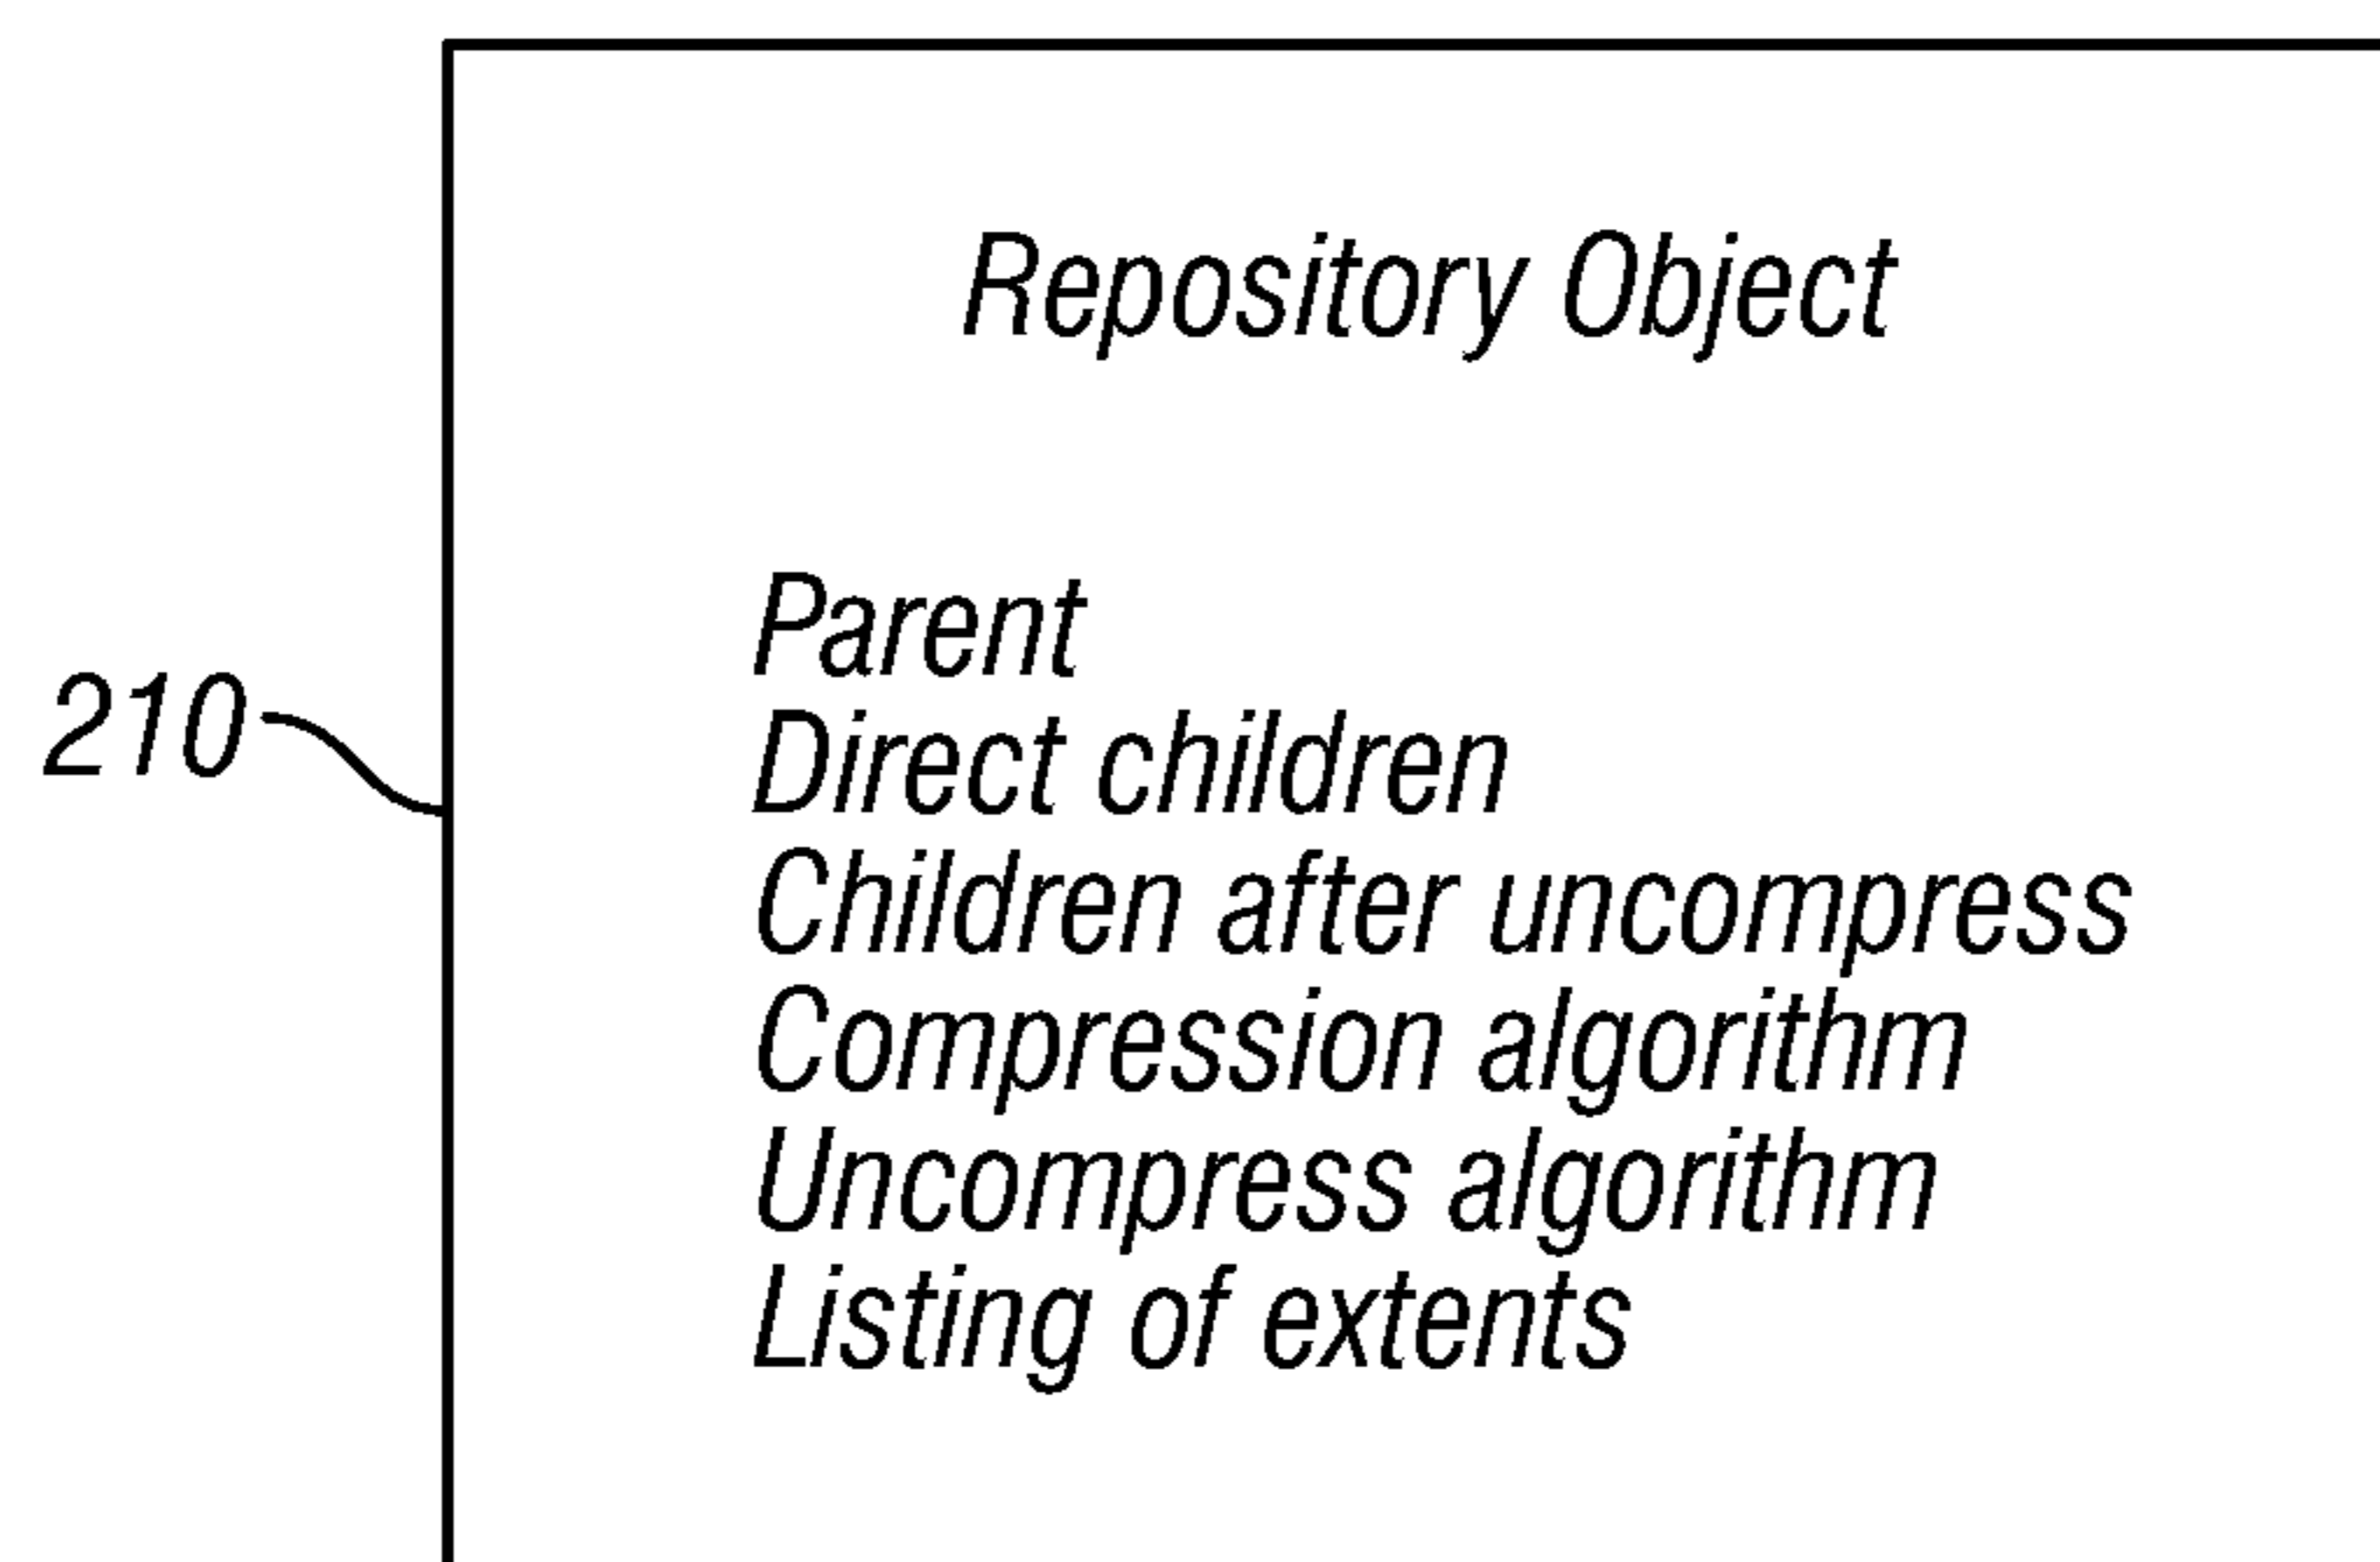 Repository Object
Parent
210
Direct children
Children after uncompress
Compression algorithm
Uncompress algorithm
Listing of extents